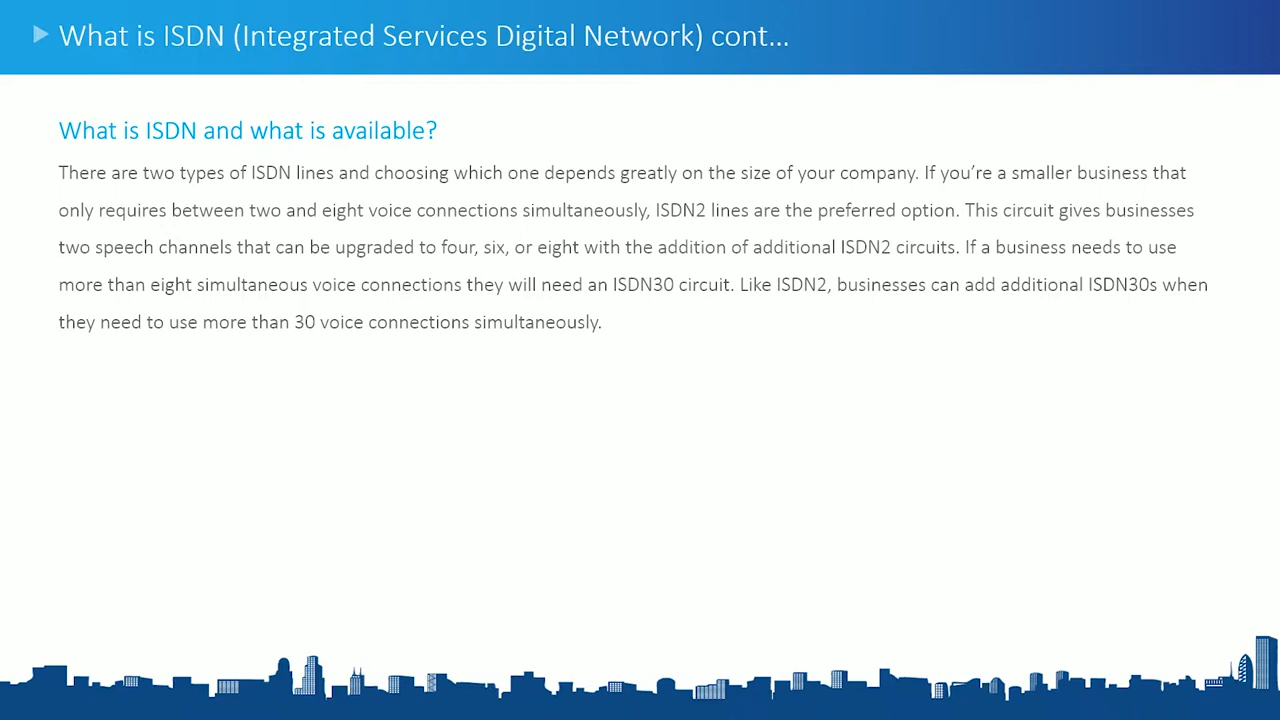 What is ISDN (Integrated Services Digital Network) cont...
What is ISDN and what is available?
There are two types of ISDN lines and choosing which one depends greatly on the size of your company. If you’re a smaller business that
only requires between two and eight voice connections simultaneously, ISDN2 lines are the preferred option. This circuit gives businesses
two speech channels that can be upgraded to four, six, or eight with the addition of additional ISDN2 circuits. If a business needs to use
more than eight simultaneous voice connections they will need an ISDN30 circuit. Like ISDN2, businesses can add additional ISDN30s when
they need to use more than 30 voice connections simultaneously.